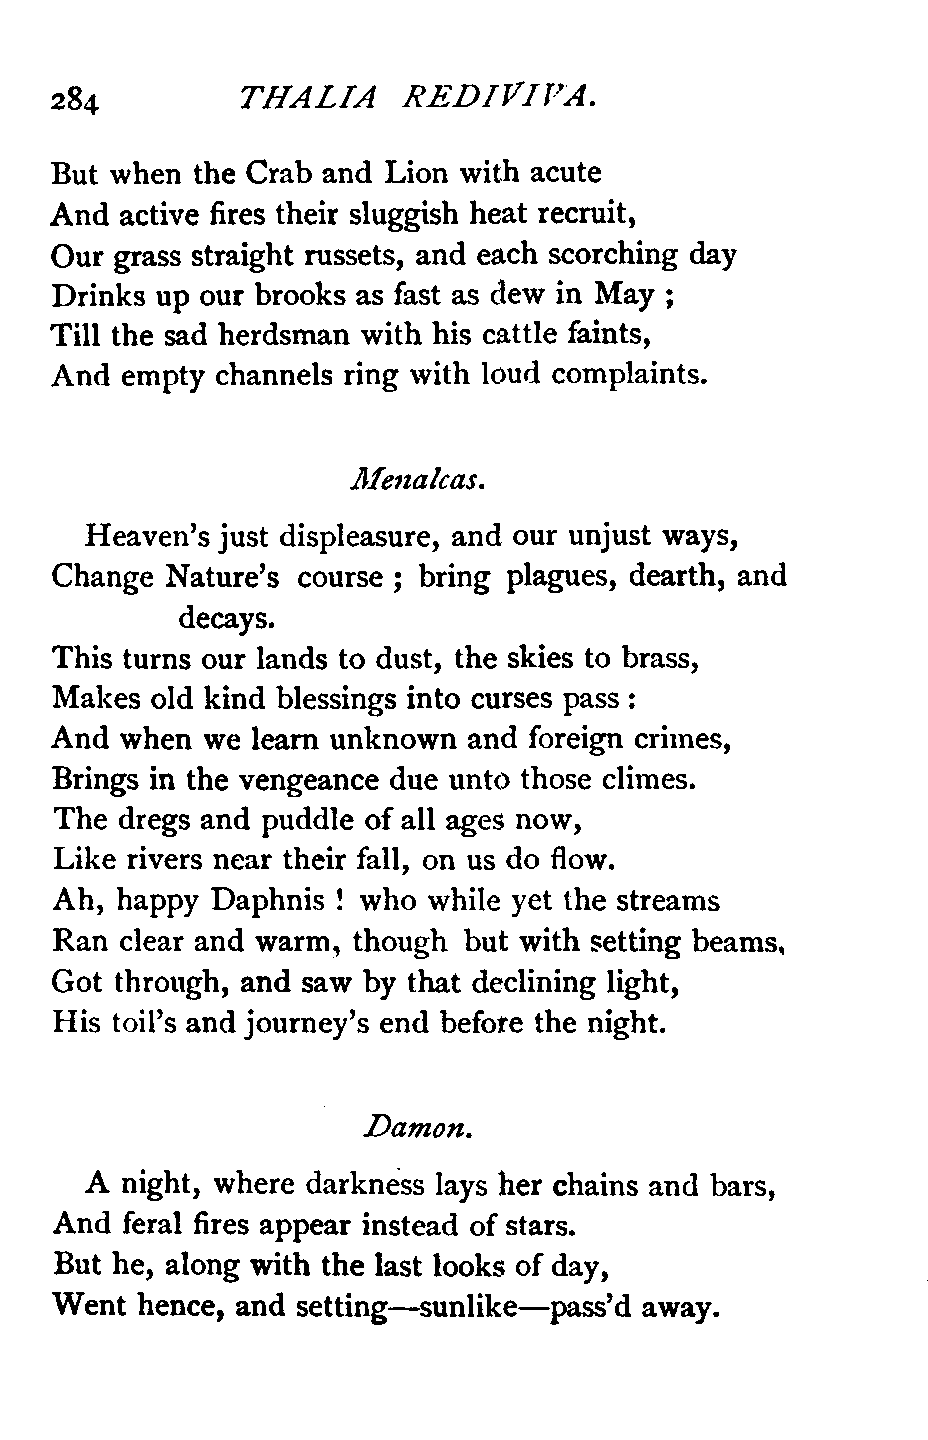 284 THALIA REDIVIVA.
But when the Crab and Lion with acute
And active fires their sluggish heat recruit,
Our grass straight russets, and each scorching day
Drinks up our brooks as fast as dew in May ;
Till the sad herdsman with his cattle faints,
And empty channels ring with loud complaints.
Menalcas.
Heaven's just displeasure, and our unjust ways,
Change Nature's course ; bring plagues, dearth, and
decays.
This turns our lands to dust, the skies to brass,
Makes old kind blessings into curses pass :
And when we learn unknown and foreign crimes,
Brings in the vengeance due unto those climes.
The dregs and puddle of all ages now,
Like rivers near their fall, on us do flow.
Ah, happy Daphnis ! who while yet the streams
Ran clear and warm, though but with setting beams,
Got through, and saw by that declining light,
His toil's and journey's end before the night.
Damon.
A night, where darkness lays her chains and bars,
And feral fires appear instead of stars.
But he, along with the last looks of day,
Went hence, and setting—sunlike—pass'd away.